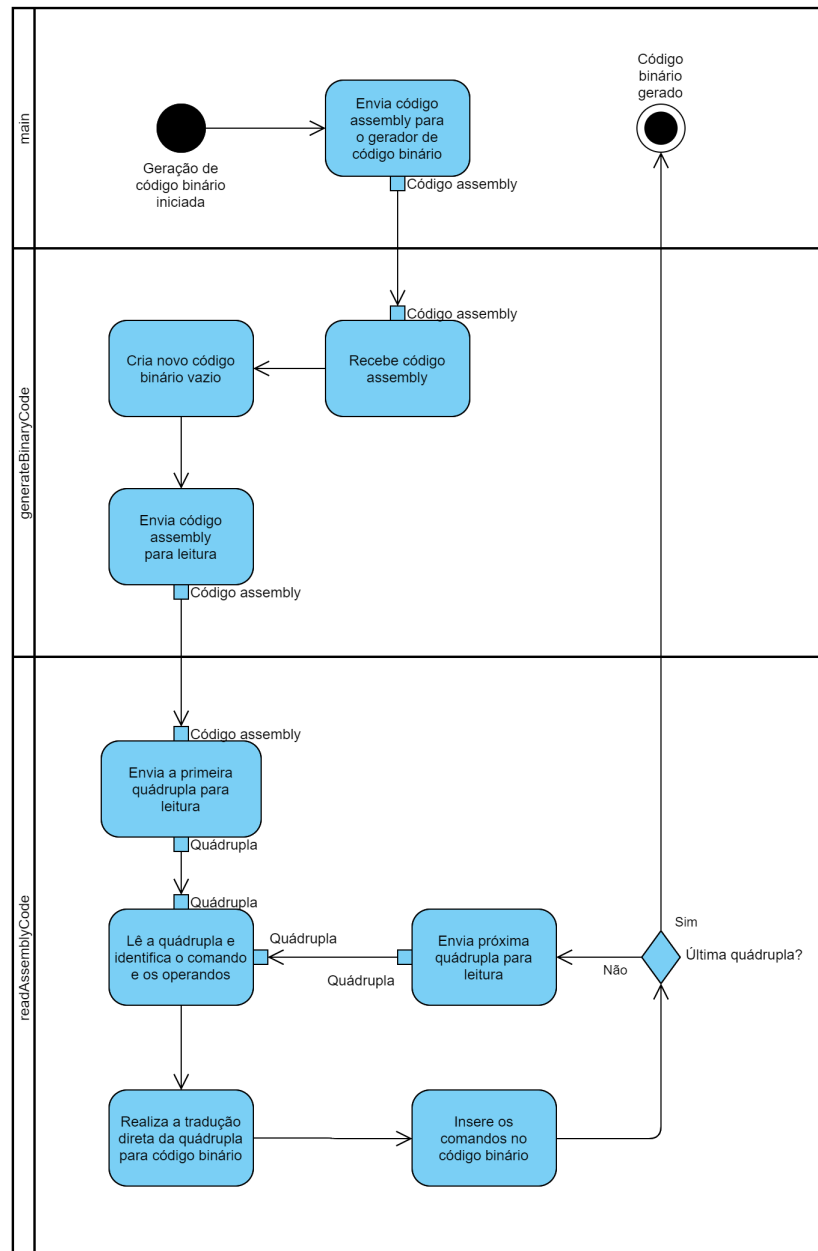 main
Geração de
código binário
iniciada
Envia código
assembly para
o gerador de
código binário
Código assembly
Código
binário
gerado
generateBinaryCode
Código assembly
Recebe código
assembly
Cria novo código
binário vazio
Envia código
assembly
para leitura
Código assembly
readAssemblyCode
Código assembly
Envia a primeira
quádrupla para
leitura
Quádrupla
Quádrupla
Lê a quádrupla e
identifica o comando
e os operandos
Quádrupla
Quádrupla
Envia próxima
quádrupla para
leitura
Não
Sim
Última quádrupla?
Realiza a tradução
direta da quádrupla
para código binário
Insere os
comandos no
código binário